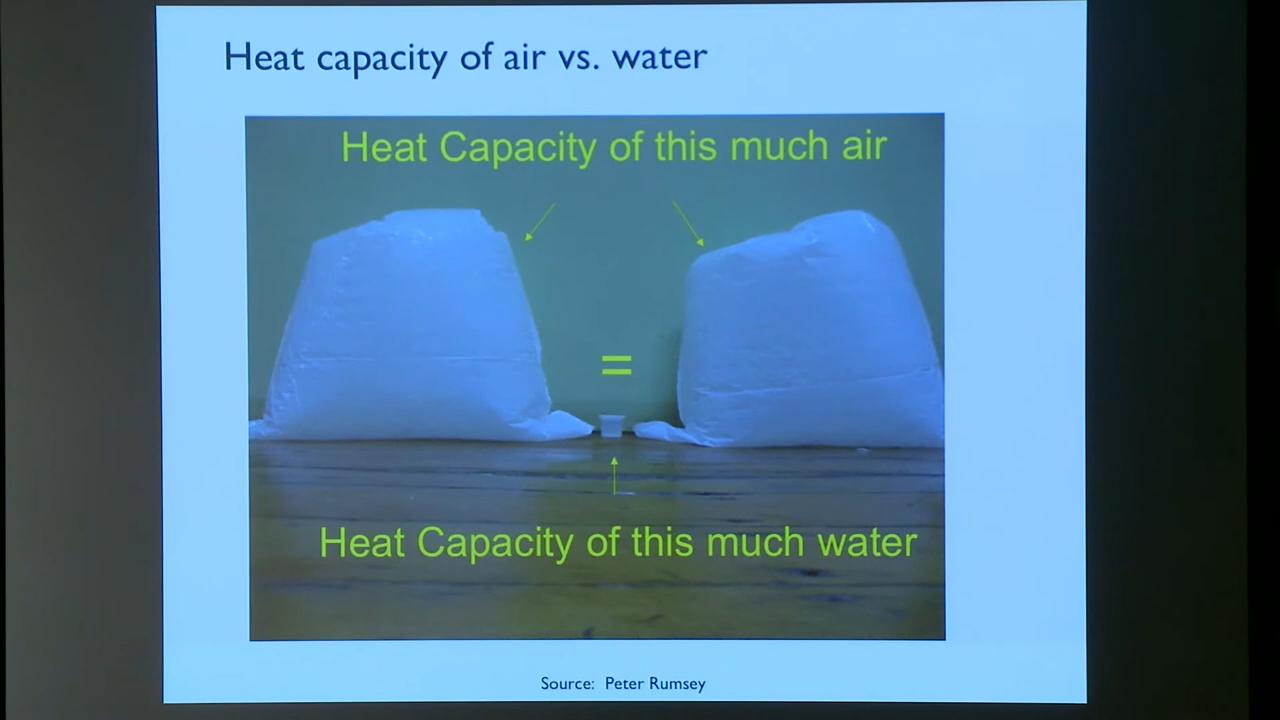 Heat capacity of air vs. water
Heat Capacity of this much air
=
Heat Capacity of this much water
Source: Peter Rumsey